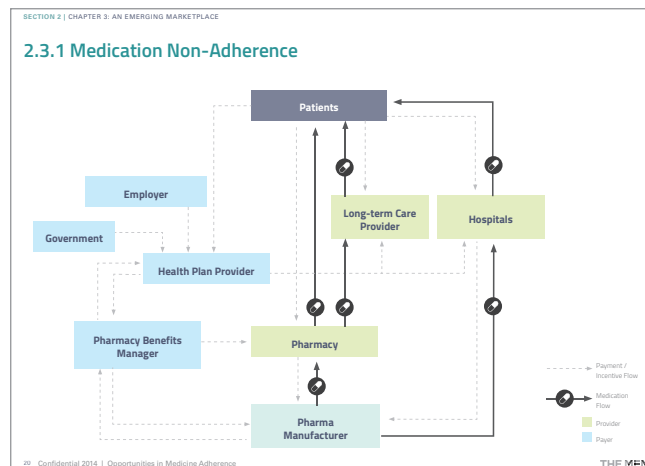 SECTION 2 | CHAPTER 3: AN EMERGING MARKETPLACE
2.3.1 Medication Non-Adherence
Patients
Employer
Long-term Care
Provider
Hospitals
Government
Health Plan Provider
Pharmacy Benefits
Manager
Pharmacy
Payment /
Incentive Flow
Medication
Flow
Pharma
Manufacturer
Provider
Payer
20 Confidential 2014 | Opportunities in Medicine Adherence
THE